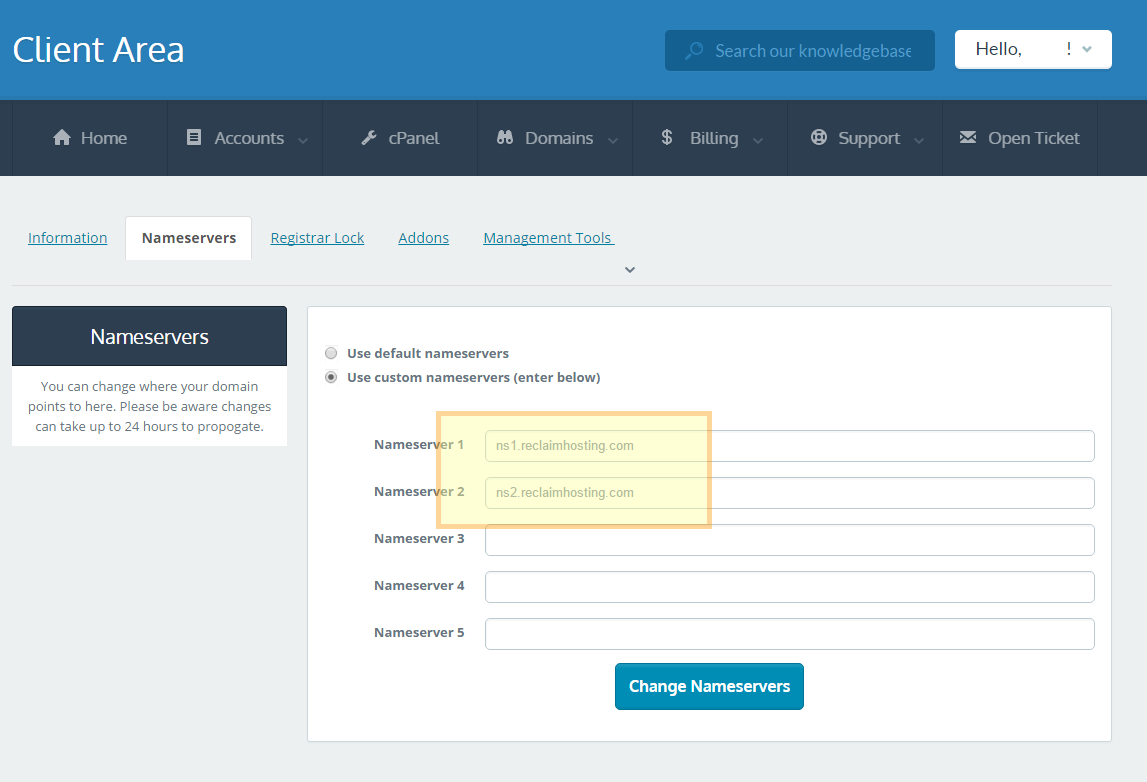 Client Area
Search our knowledgebase
Hello, !
Home
Accounts
cPanel
Domains
Billing
Support
Open Ticket
Information
Nameservers
Registrar Lock
Addons
Management Tools
Nameservers
You can change where your domain
points to here. Please be aware changes
can take up to 24 hours to propogate.
Use default nameservers
Use custom nameservers (enter below)
Nameserver 1 ns1.reclaimhosting.com
Nameserver 2 ns2.reclaimhosting.com
Nameserver 3
Nameserver 4
Nameserver 5
Change Nameservers